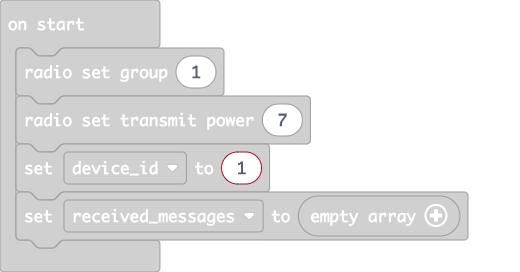 on start
radio set group 1
radio set transmit power 7
set device_id to 1
set received_messages to empty array